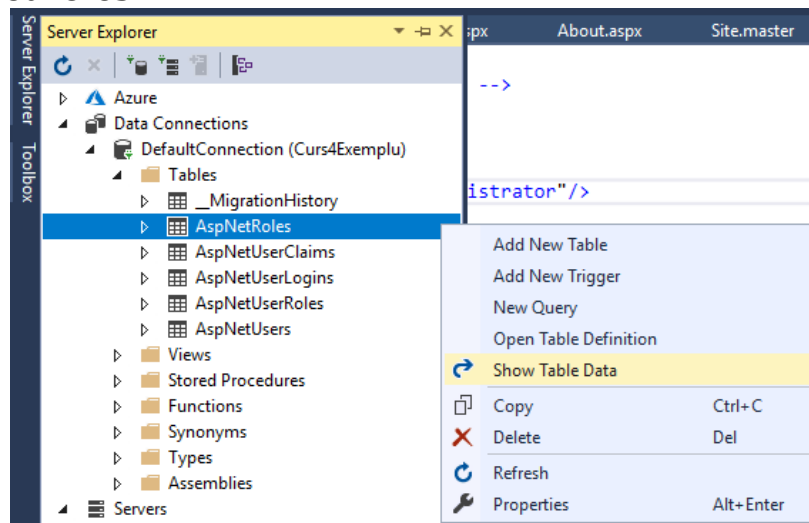 Server Explorer
Toolbox
Server Explorer
spx About.aspx Site.master
-->
istrator"/>
Azure
Data Connections
DefaultConnection (Curs4Exemplu)
Tables
__MigrationHistory
AspNetRoles
AspNetUserClaims
AspNetUserLogins
AspNetUserRoles
AspNetUsers
Views
Stored Procedures
Functions
Synonyms
Types
Assemblies
Servers
Add New Table
Add New Trigger
New Query
Open Table Definition
Show Table Data
Copy Ctrl+C
Delete Del
Refresh
Properties Alt+Enter